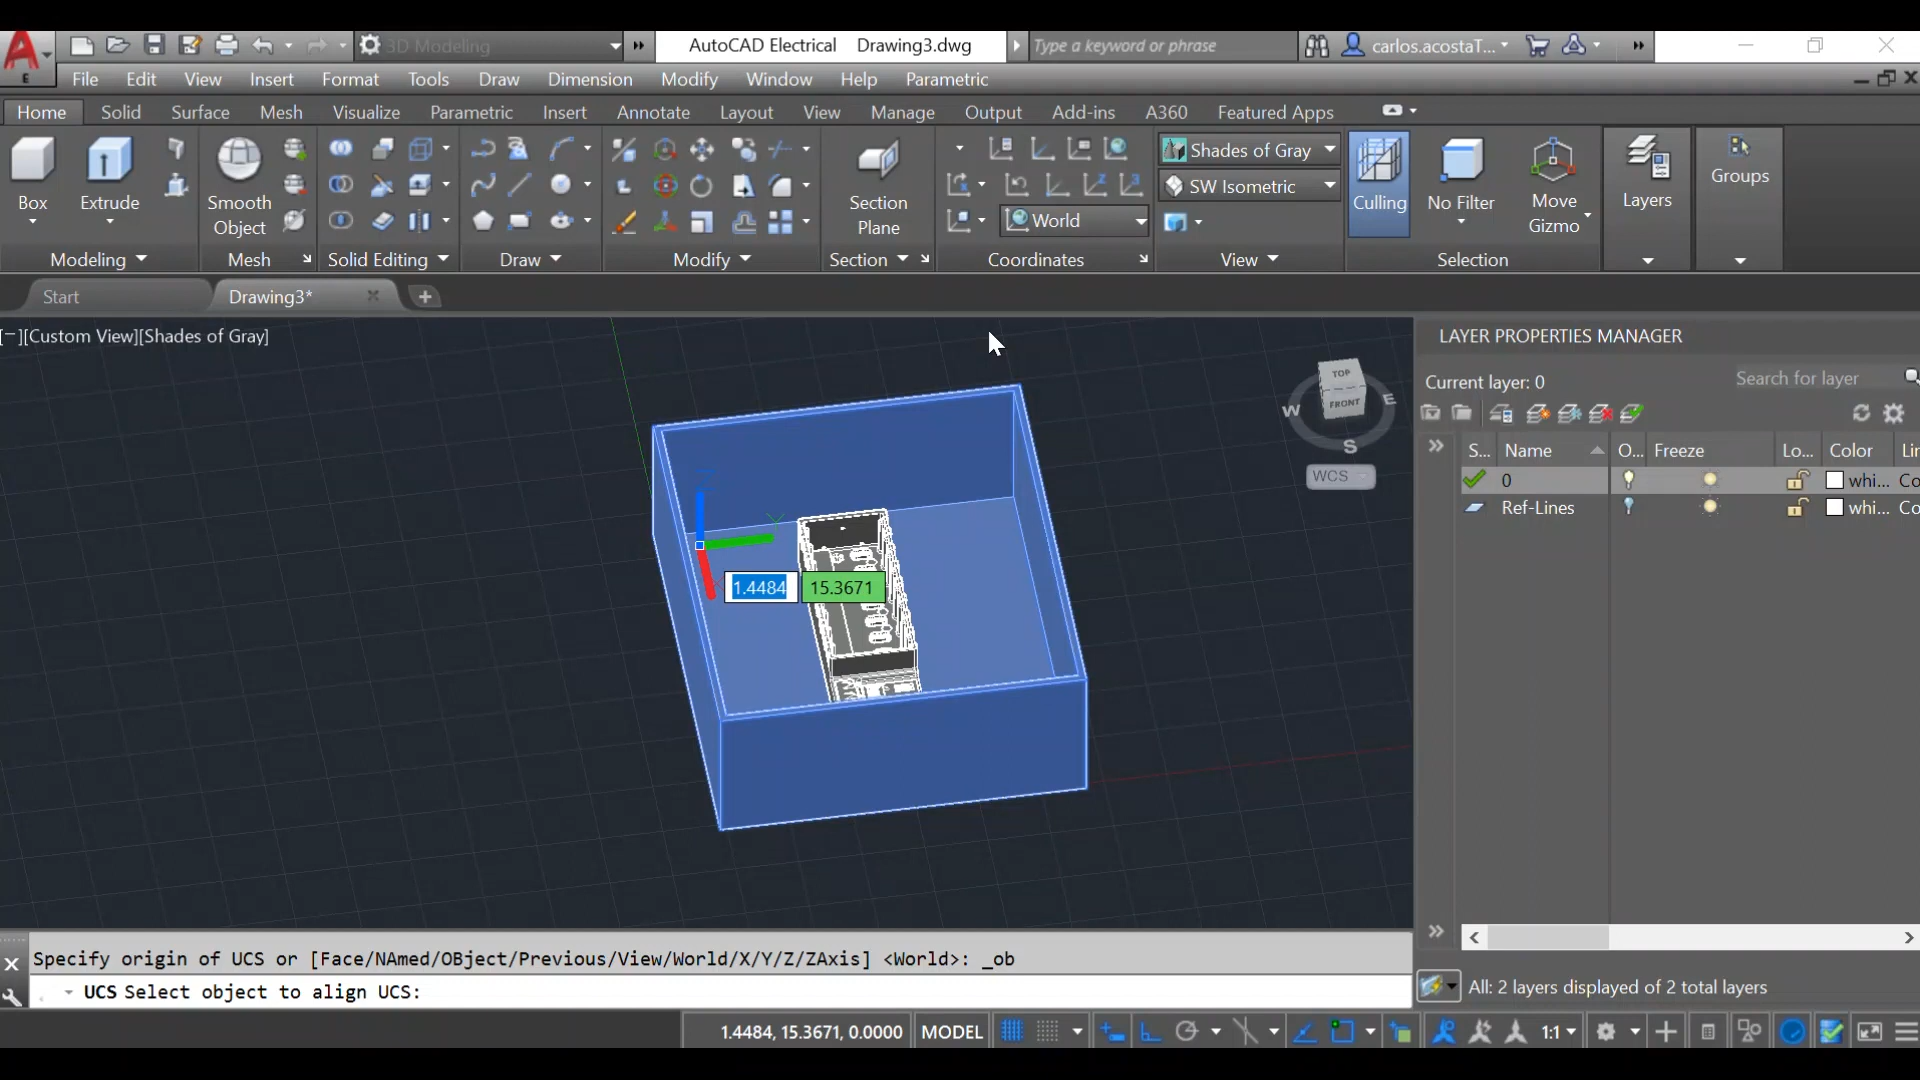 3D Modeling
AutoCAD Electrical Drawing3.dwg
Type a keyword or phrase
carlos.acostaT...
E
File Edit View Insert Format Tools Draw Dimension Modify Window Help Parametric
Home Solid Surface Mesh Visualize Parametric Insert Annotate Layout View Manage Output Add-ins A360 Featured Apps
Box
Extrude
Smooth
Object
Section
Plane
World
Shades of Gray
SW Isometric
Culling
No Filter
Move
Gizmo
Layers
Groups
Modeling
Mesh
Solid Editing
Draw
Modify
Section
Coordinates
View
Selection
Start
Drawing3*
[−][Custom View][Shades of Gray]
TOP
FRONT
W
E
S
WCS
Z
Y
X
1.4484 15.3671
LAYER PROPERTIES MANAGER
Current layer: 0
Search for layer
S... Name O... Freeze Lo... Color Lin
0 whi... Co
Ref-Lines whi... Co
All: 2 layers displayed of 2 total layers
Specify origin of UCS or [Face/NAmed/OBject/Previous/View/World/X/Y/Z/ZAxis] <World>: _ob
UCS Select object to align UCS:
1.4484, 15.3671, 0.0000 MODEL
1:1